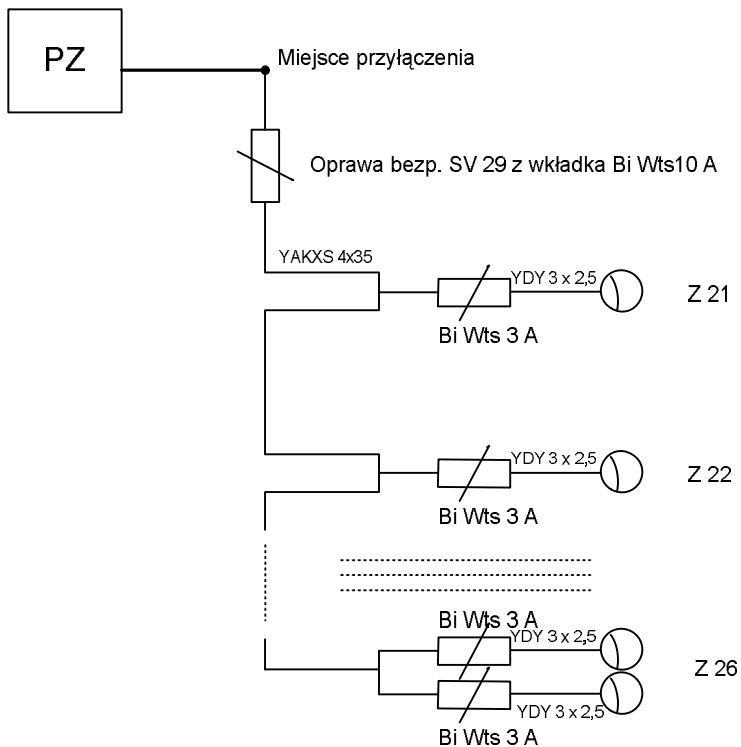 PZ
Miejsce przyłączenia
Oprawa bezp. SV 29 z wkładka Bi Wts10 A
YAKXS 4x35
YDY 3 x 2,5
Z 21
Bi Wts 3 A
YDY 3 x 2,5
Z 22
Bi Wts 3 A
Bi Wts 3 A
YDY 3 x 2,5
Z 26
YDY 3 x 2,5
Bi Wts 3 A